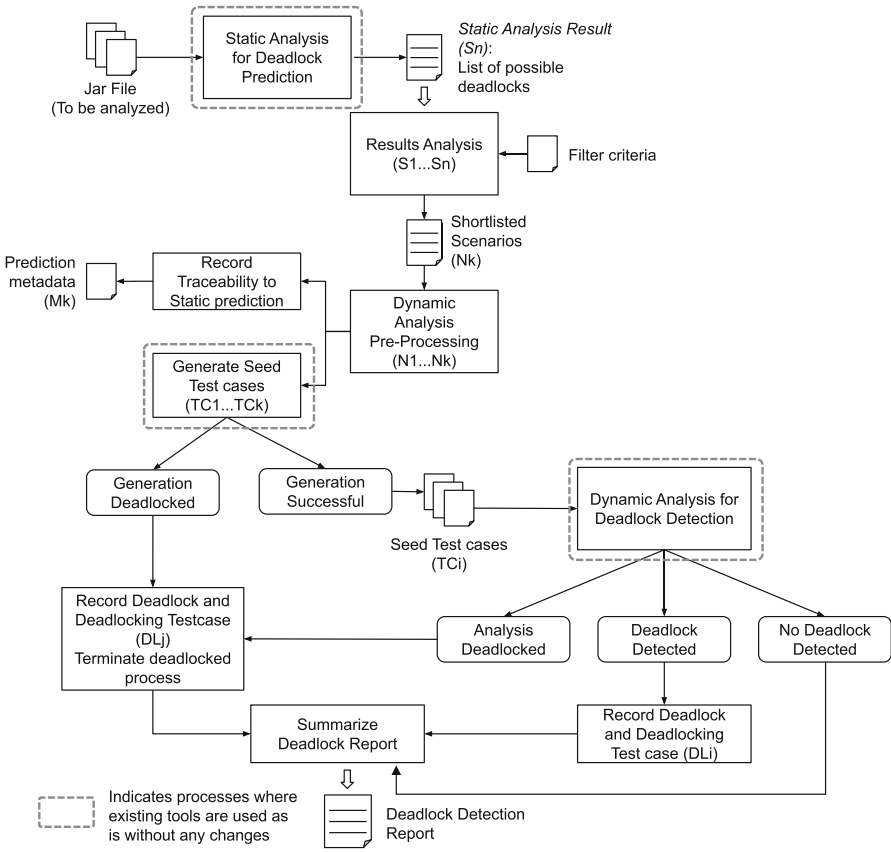 Static Analysis
for Deadlock
Prediction
Static Analysis Result
(Sn):
List of possible
deadlocks
Jar File
(To be analyzed)
Results Analysis
(S1...Sn)
Filter criteria
Shortlisted
Scenarios
(Nk)
Prediction
metadata
(Mk)
Record
Traceability to
Static prediction
Dynamic
Analysis
Pre-Processing
(N1...Nk)
Generate Seed
Test cases
(TC1...TCk)
Generation
Deadlocked
Generation
Successful
Seed Test cases
(TCi)
Dynamic Analysis for
Deadlock Detection
Record Deadlock and
Deadlocking Testcase
(DLj)
Terminate deadlocked
process
Analysis
Deadlocked
Deadlock
Detected
No Deadlock
Detected
Summarize
Deadlock Report
Record Deadlock
and Deadlocking
Test case (DLi)
Indicates processes where
existing tools are used as
is without any changes
Deadlock Detection
Report